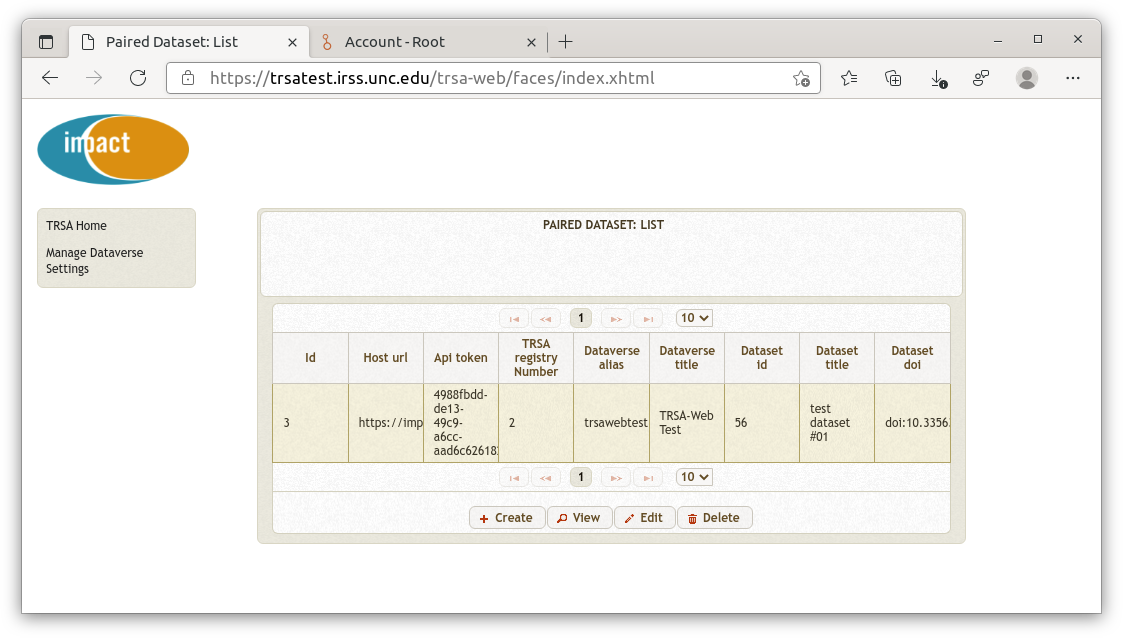 Paired Dataset: List
Account - Root
https://trsatest.irss.unc.edu/trsa-web/faces/index.xhtml
impact
TRSA Home
Manage Dataverse
Settings
PAIRED DATASET: LIST
1
10
Id
Host url
Api token
TRSA
registry
Number
Dataverse
alias
Dataverse
title
Dataset
id
Dataset
title
Dataset
doi
3
https://imp
4988fbdd-
de13-
49c9-
a6cc-
aad6c62618
2
trsawebtest
TRSA-Web
Test
56
test
dataset
#01
doi:10.3356
1
10
Create
View
Edit
Delete